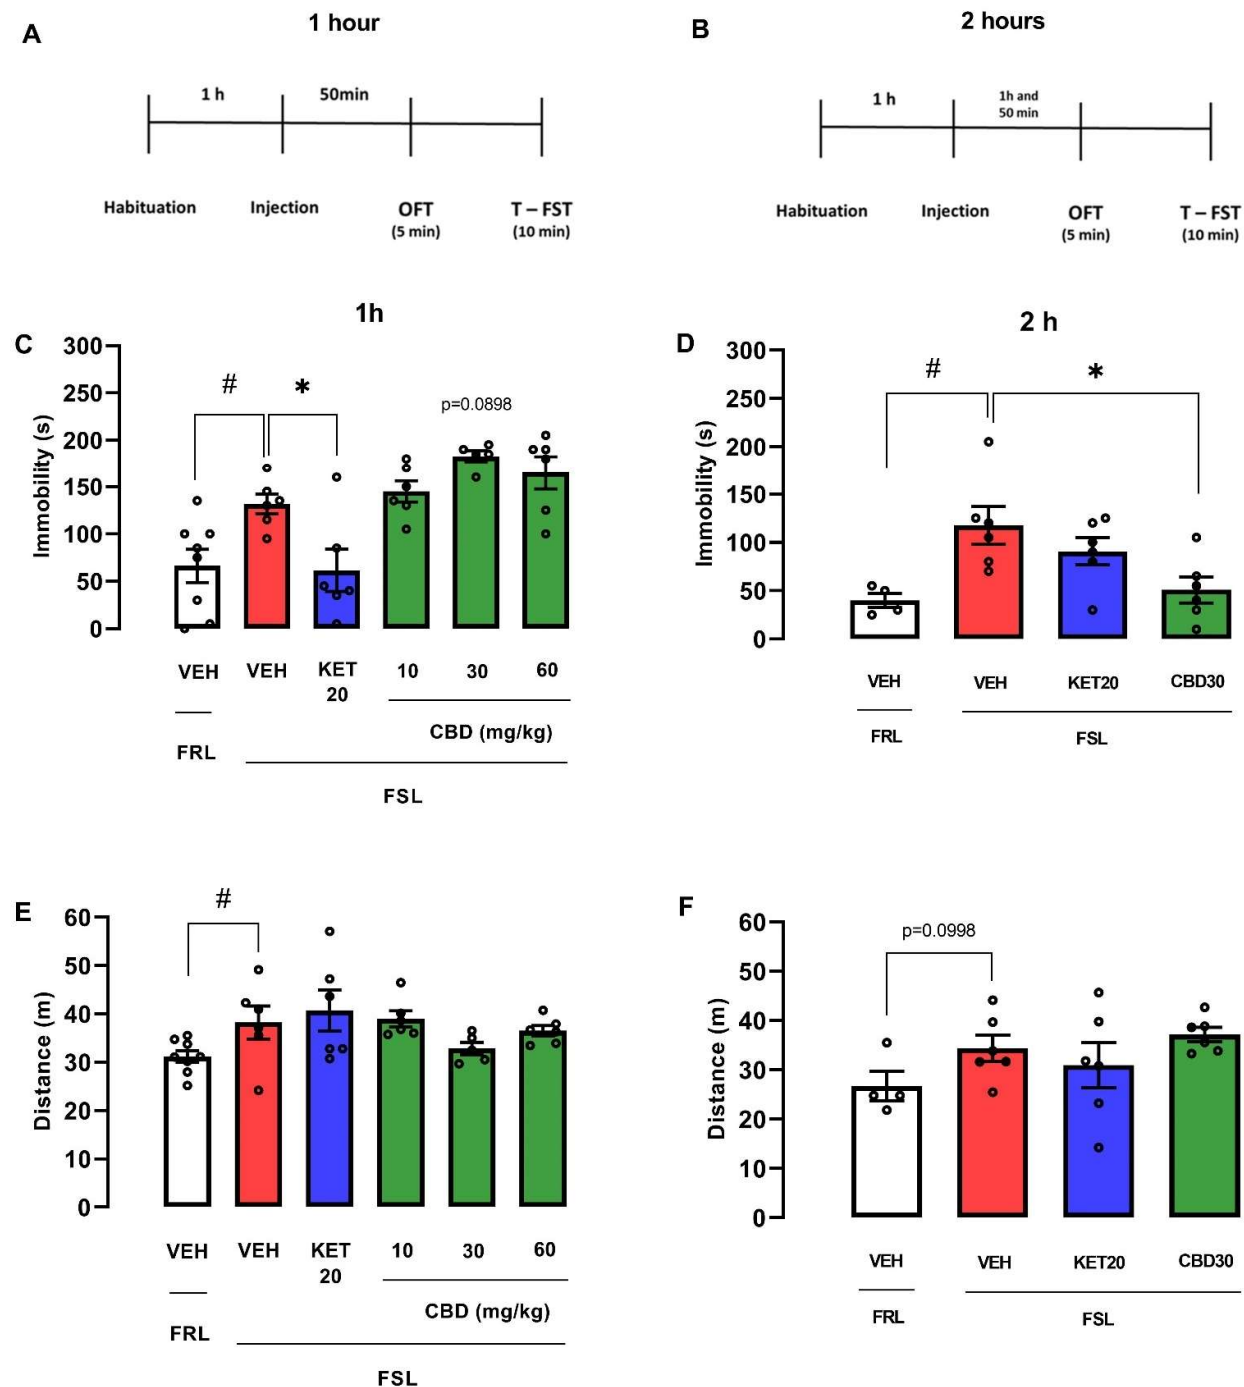 A
1 hour
1 h
50min
Habituation
Injection
OFT
(5 min)
T – FST
(10 min)
B
2 hours
1 h
1h and
50 min
Habituation
Injection
OFT
(5 min)
T – FST
(10 min)
C
1h
Immobility (s)
300
250
200
150
100
50
0
#
*
p=0.0898
VEH
VEH
KET
20
10
30
60
CBD (mg/kg)
FRL
FSL
D
2 h
Immobility (s)
300
250
200
150
100
50
0
#
*
VEH
VEH
KET20
CBD30
FRL
FSL
E
Distance (m)
60
50
40
30
20
10
0
#
VEH
VEH
KET
20
10
30
60
CBD (mg/kg)
FRL
FSL
F
Distance (m)
60
50
40
30
20
10
0
p=0.0998
VEH
VEH
KET20
CBD30
FRL
FSL